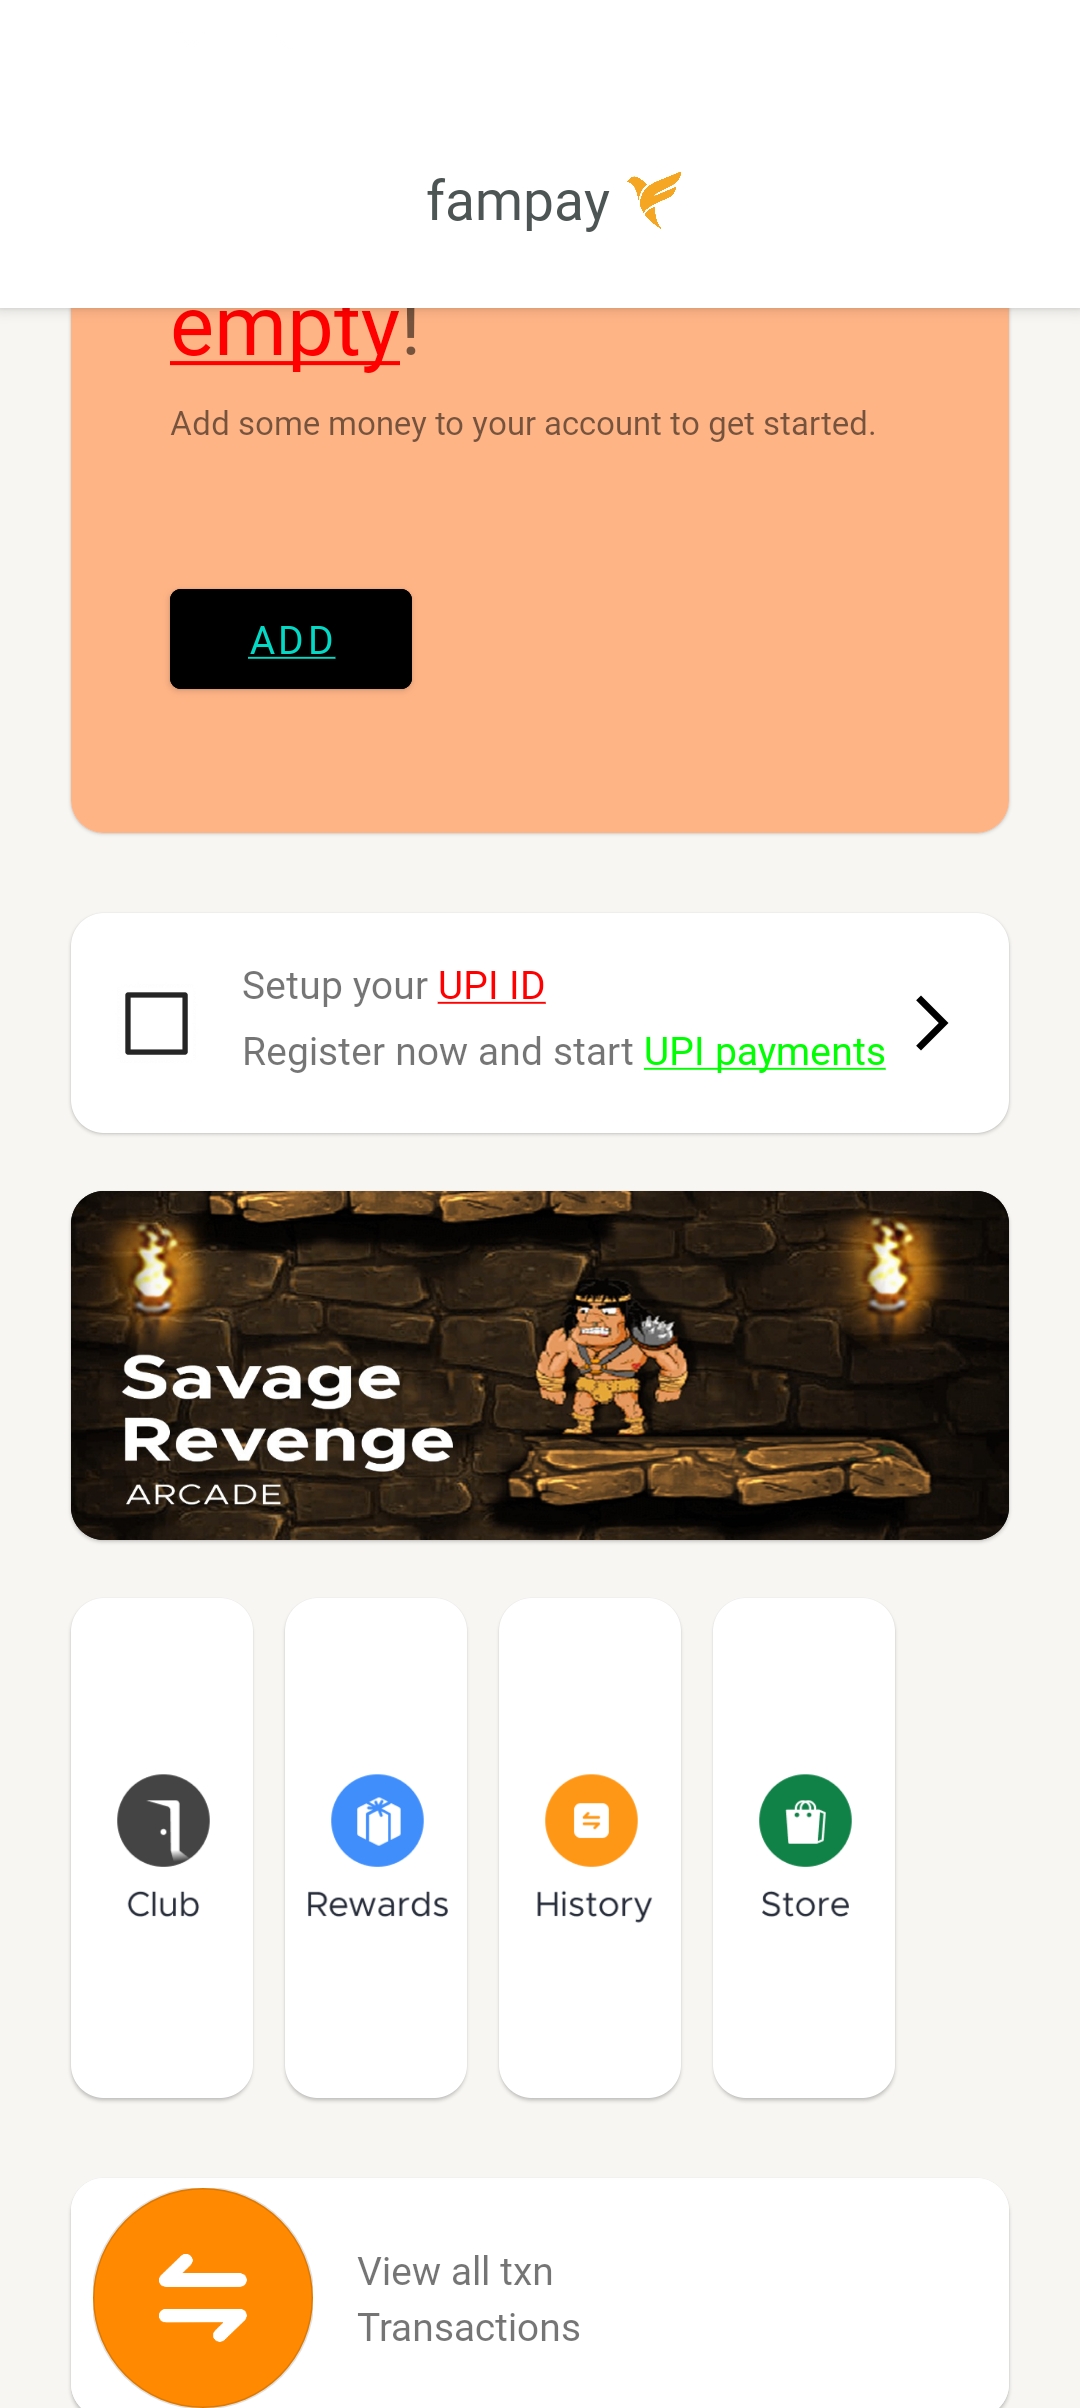 fampay
empty!
Add some money to your account to get started.
ADD
Setup your UPI ID
Register now and start UPI payments
Savage
Revenge
ARCADE
Club
Rewards
History
Store
View all txn
Transactions